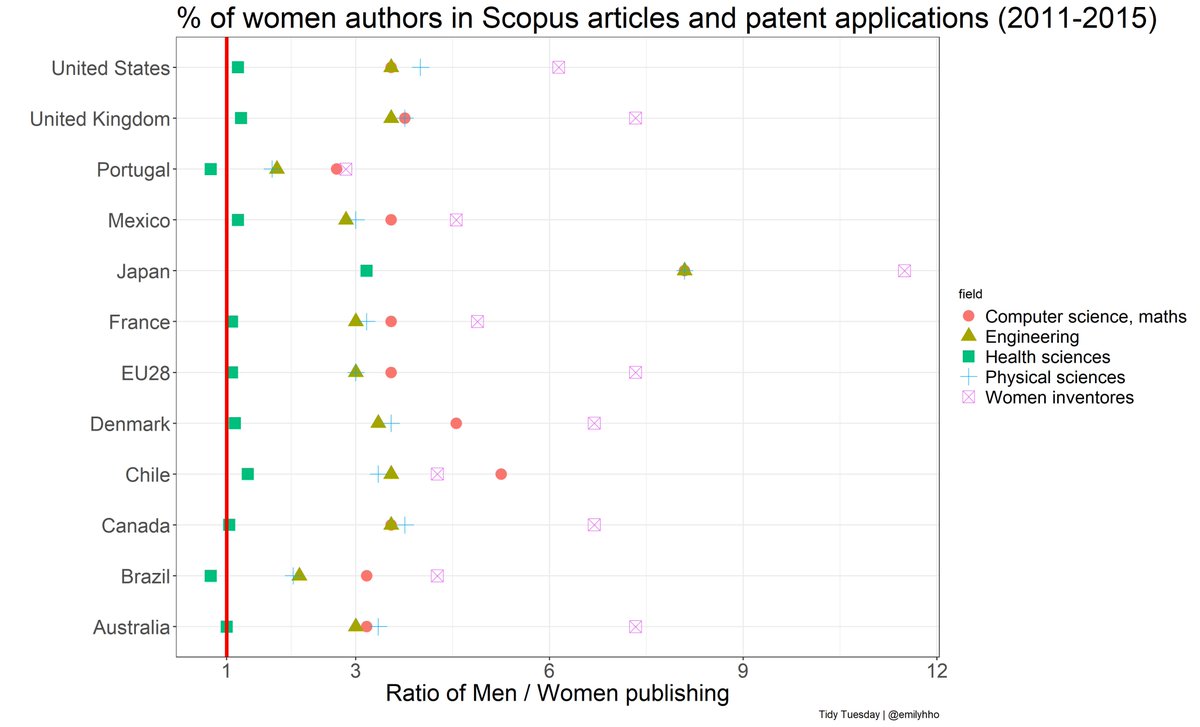 % of women authors in Scopus articles and patent applications (2011-2015)
United States
United Kingdom
Portugal
Mexico
Japan
France
EU28
Denmark
Chile
Canada
Brazil
Australia
1 3 6 9 12
Ratio of Men / Women publishing
field
Computer science, maths
Engineering
Health sciences
Physical sciences
Women inventores
Tidy Tuesday | @emilyhho